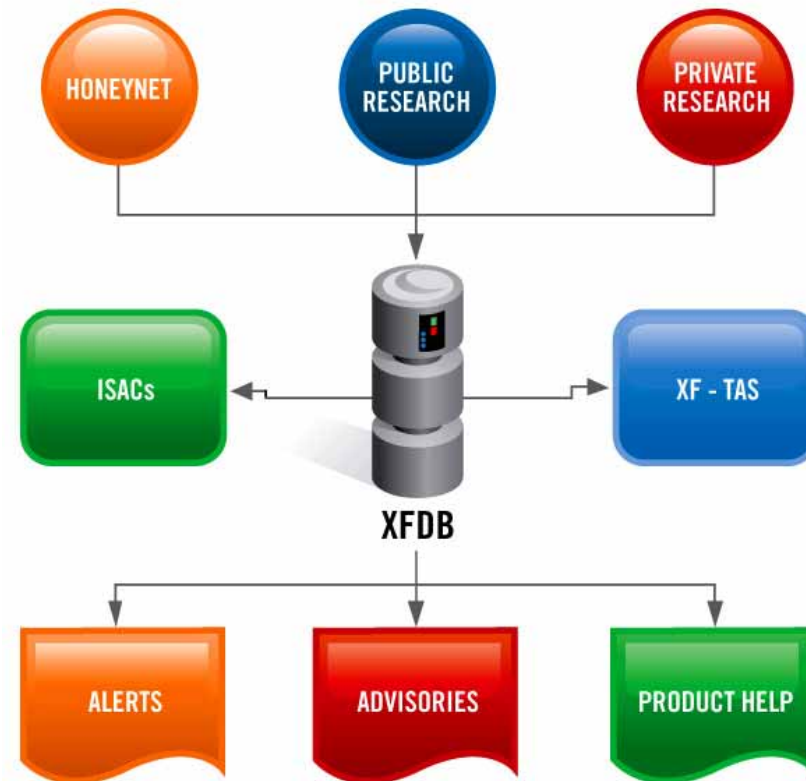 HONEYNET
PUBLIC
RESEARCH
PRIVATE
RESEARCH
ISACs
XF - TAS
XFDB
ALERTS
ADVISORIES
PRODUCT HELP